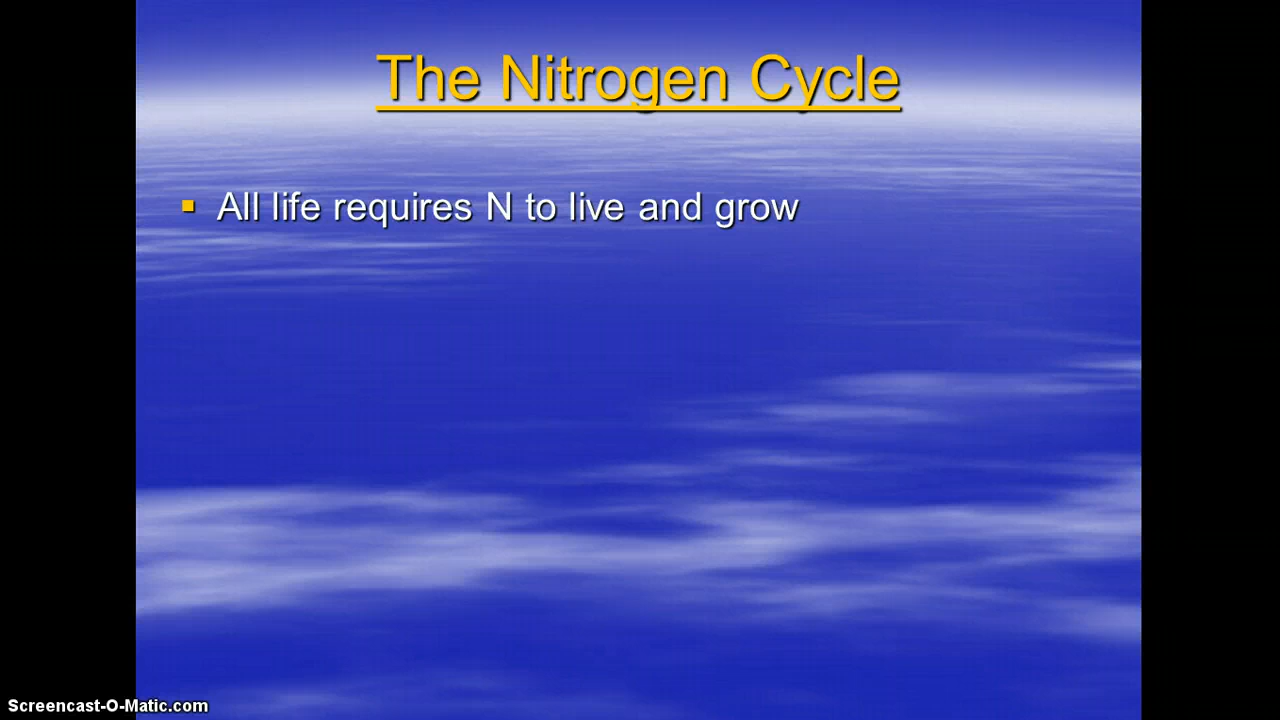 The Nitrogen Cycle
All life requires N to live and grow
Screencast-O-Matic.com